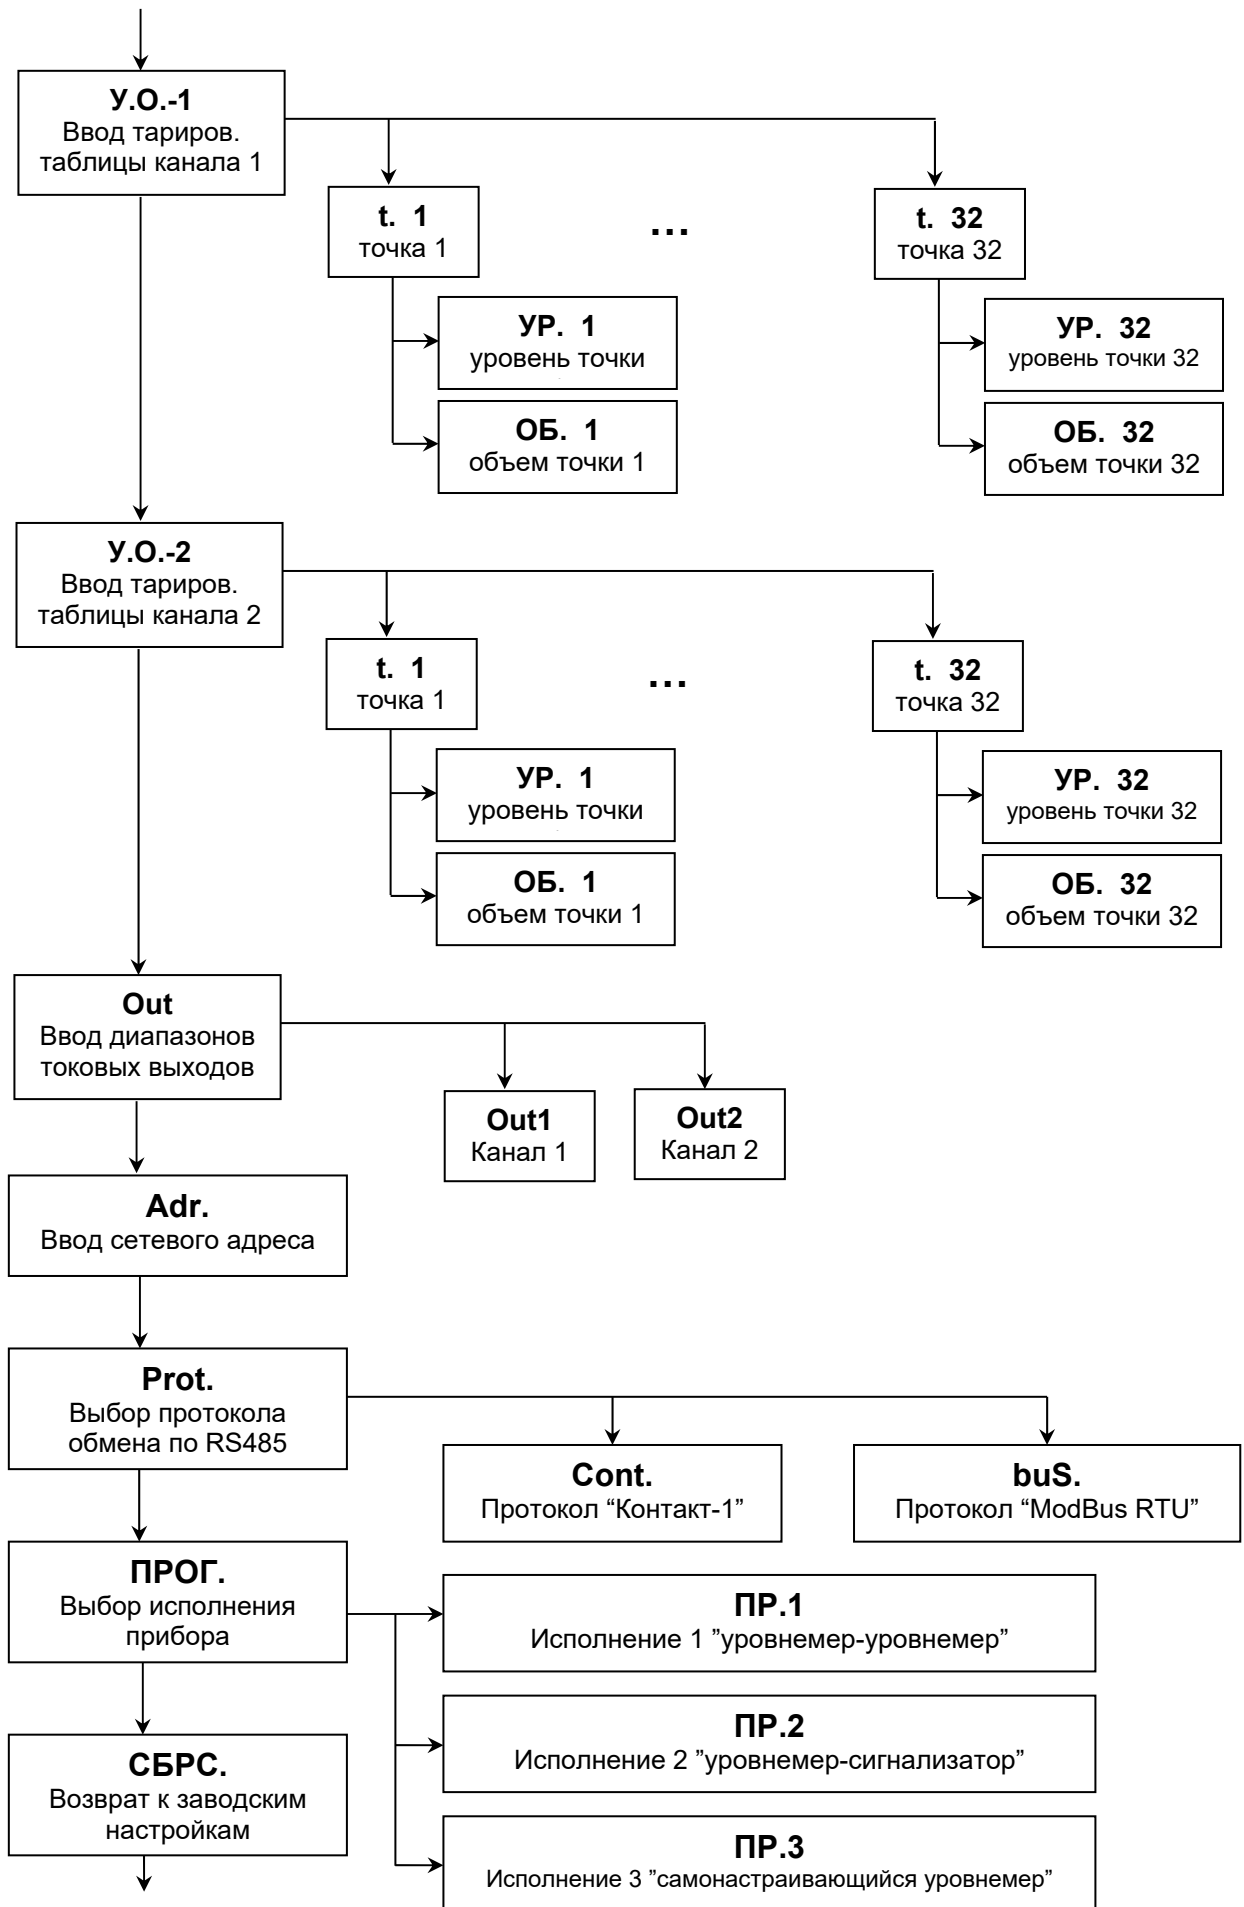 У.О.-1
Ввод тариров.
таблицы канала 1
t. 1
точка 1
...
t. 32
точка 32
УР. 1
уровень точки
ОБ. 1
объем точки 1
УР. 32
уровень точки 32
ОБ. 32
объем точки 32
У.О.-2
Ввод тариров.
таблицы канала 2
t. 1
точка 1
...
t. 32
точка 32
УР. 1
уровень точки
ОБ. 1
объем точки 1
УР. 32
уровень точки 32
ОБ. 32
объем точки 32
Out
Ввод диапазонов
токовых выходов
Out1
Канал 1
Out2
Канал 2
Adr.
Ввод сетевого адреса
Prot.
Выбор протокола
обмена по RS485
Cont.
Протокол “Контакт-1”
buS.
Протокол “ModBus RTU”
ПРОГ.
Выбор исполнения
прибора
ПР.1
Исполнение 1 ”уровнемер-уровнемер”
ПР.2
Исполнение 2 ”уровнемер-сигнализатор”
ПР.3
Исполнение 3 ”самонастраивающийся уровнемер”
СБРС.
Возврат к заводским
настройкам